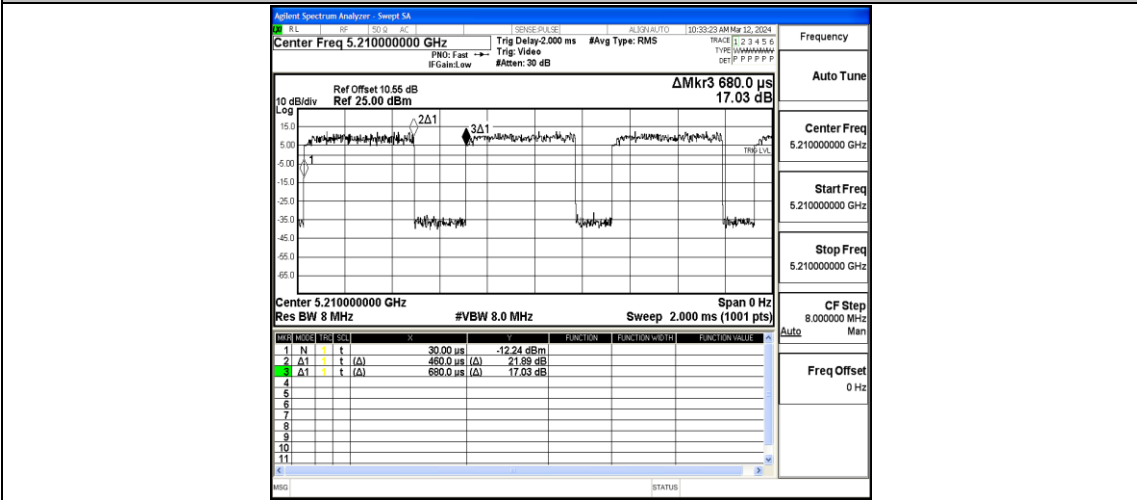 Agilent Spectrum Analyzer - Swept SA
RL RF 50 Ω AC SENSE:PULSE ALIGN AUTO 10:33:23 AM Mar 12, 2024
Center Freq 5.210000000 GHz Trig Delay-2.000 ms #Avg Type: RMS TRACE 1 2 3 4 5 6
PNO: Fast Trig: Video TYPE WWWWWW
IFGain:Low #Atten: 30 dB DET P P P P P P
ΔMkr3 680.0 µs
Ref Offset 10.55 dB
10 dB/div Ref 25.00 dBm 17.03 dB
Log
15.0
5.00
-5.00
-15.0
-25.0
-35.0
-45.0
-55.0
-65.0
1
2Δ1
3Δ1
TRIG LVL
Center 5.210000000 GHz Span 0 Hz
Res BW 8 MHz #VBW 8.0 MHz Sweep 2.000 ms (1001 pts)
MKR MODE TRC SCL X Y FUNCTION FUNCTION WIDTH FUNCTION VALUE
1 N 1 t 30.00 µs -12.24 dBm
2 Δ1 1 t (Δ) 460.0 µs (Δ) 21.89 dB
3 Δ1 1 t (Δ) 680.0 µs (Δ) 17.03 dB
4
5
6
7
8
9
10
11
MSG STATUS
Frequency
Auto Tune
Center Freq
5.210000000 GHz
Start Freq
5.210000000 GHz
Stop Freq
5.210000000 GHz
CF Step
8.000000 MHz
Auto Man
Freq Offset
0 Hz